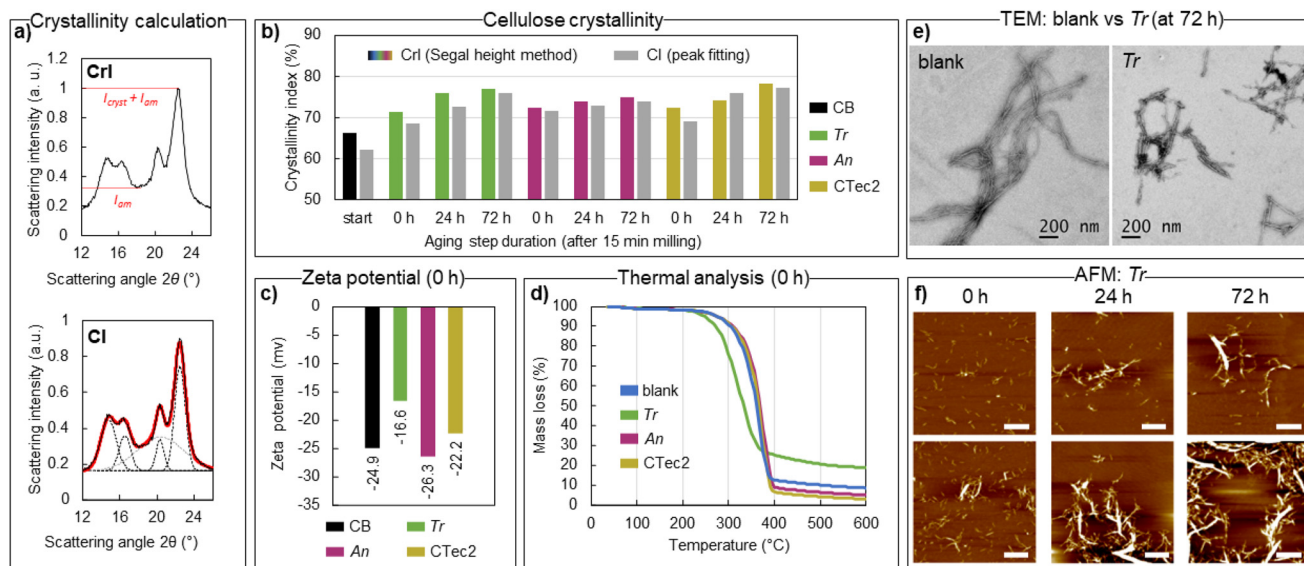 Crystallinity calculation
a)
CrI
Scattering intensity (a. u.)
1.2
1
0.8
0.6
0.4
0.2
0
I_cryst + I_am
I_am
12 16 20 24
Scattering angle 2θ (°)
CI
Scattering intensity (a.u.)
1
0.8
0.6
0.4
0.2
0
12 16 20 24
Scattering angle 2θ (°)
Cellulose crystallinity
b)
Crystallinity index (%)
90
80
70
60
50
CrI (Segal height method)
CI (peak fitting)
CB
Tr
An
CTec2
start 0 h 24 h 72 h 0 h 24 h 72 h 0 h 24 h 72 h
Aging step duration (after 15 min milling)
Zeta potential (0 h)
c)
Zeta potential (mv)
0
-5
-10
-15
-20
-25
-30
-35
-24.9
-16.6
-26.3
-22.2
CB Tr
An CTec2
Thermal analysis (0 h)
d)
Mass loss (%)
100
90
80
70
60
50
40
30
20
10
0
blank
Tr
An
CTec2
0 100 200 300 400 500 600
Temperature (°C)
TEM: blank vs Tr (at 72 h)
e)
blank
200 nm
Tr
200 nm
AFM: Tr
f)
0 h 24 h 72 h